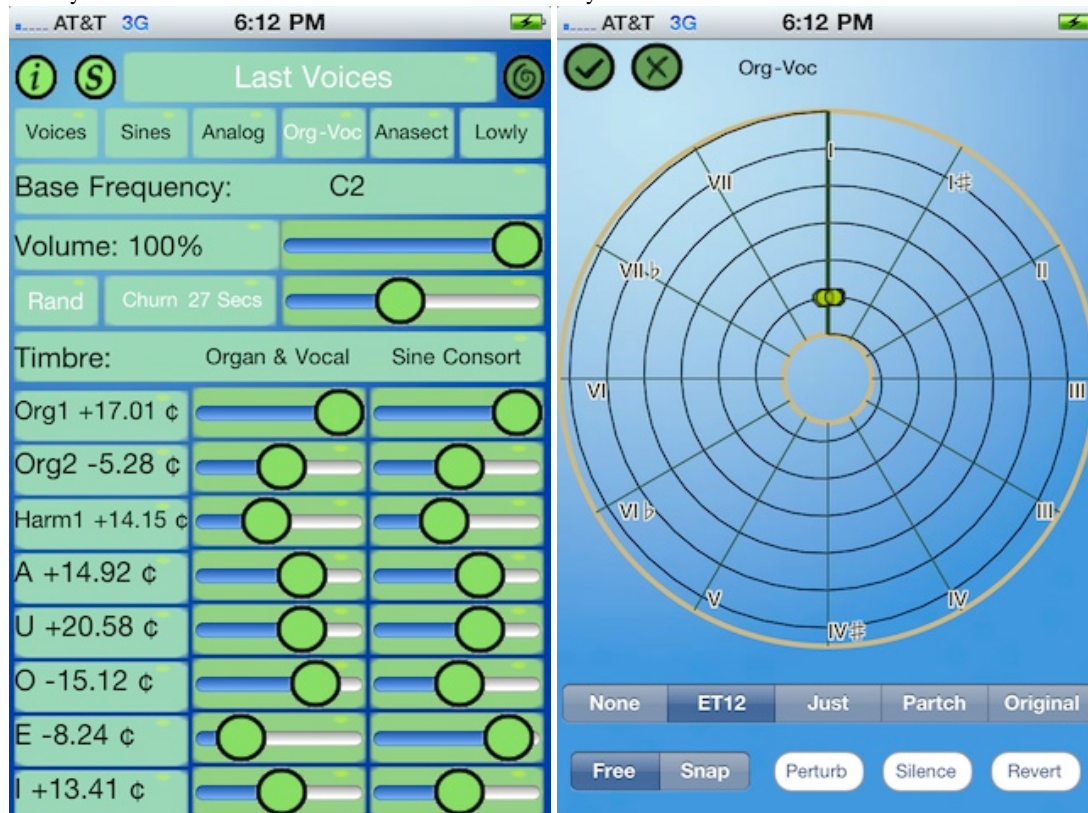 AT&T 3G 6:12 PM
i S Last Voices
Voices Sines Analog Org-Voc Anasect Lowly
Base Frequency: C2
Volume: 100%
Rand Churn 27 Secs
Timbre: Organ & Vocal Sine Consort
Org1 +17.01 ¢
Org2 -5.28 ¢
Harm1 +14.15 ¢
A +14.92 ¢
U +20.58 ¢
O -15.12 ¢
E -8.24 ¢
I +13.41 ¢
AT&T 3G 6:12 PM
Org-Voc
I
VII I♯
VII♭ II
VI III
VI♭ III
V IV
IV♯
None ET12 Just Partch Original
Free Snap Perturb Silence Revert